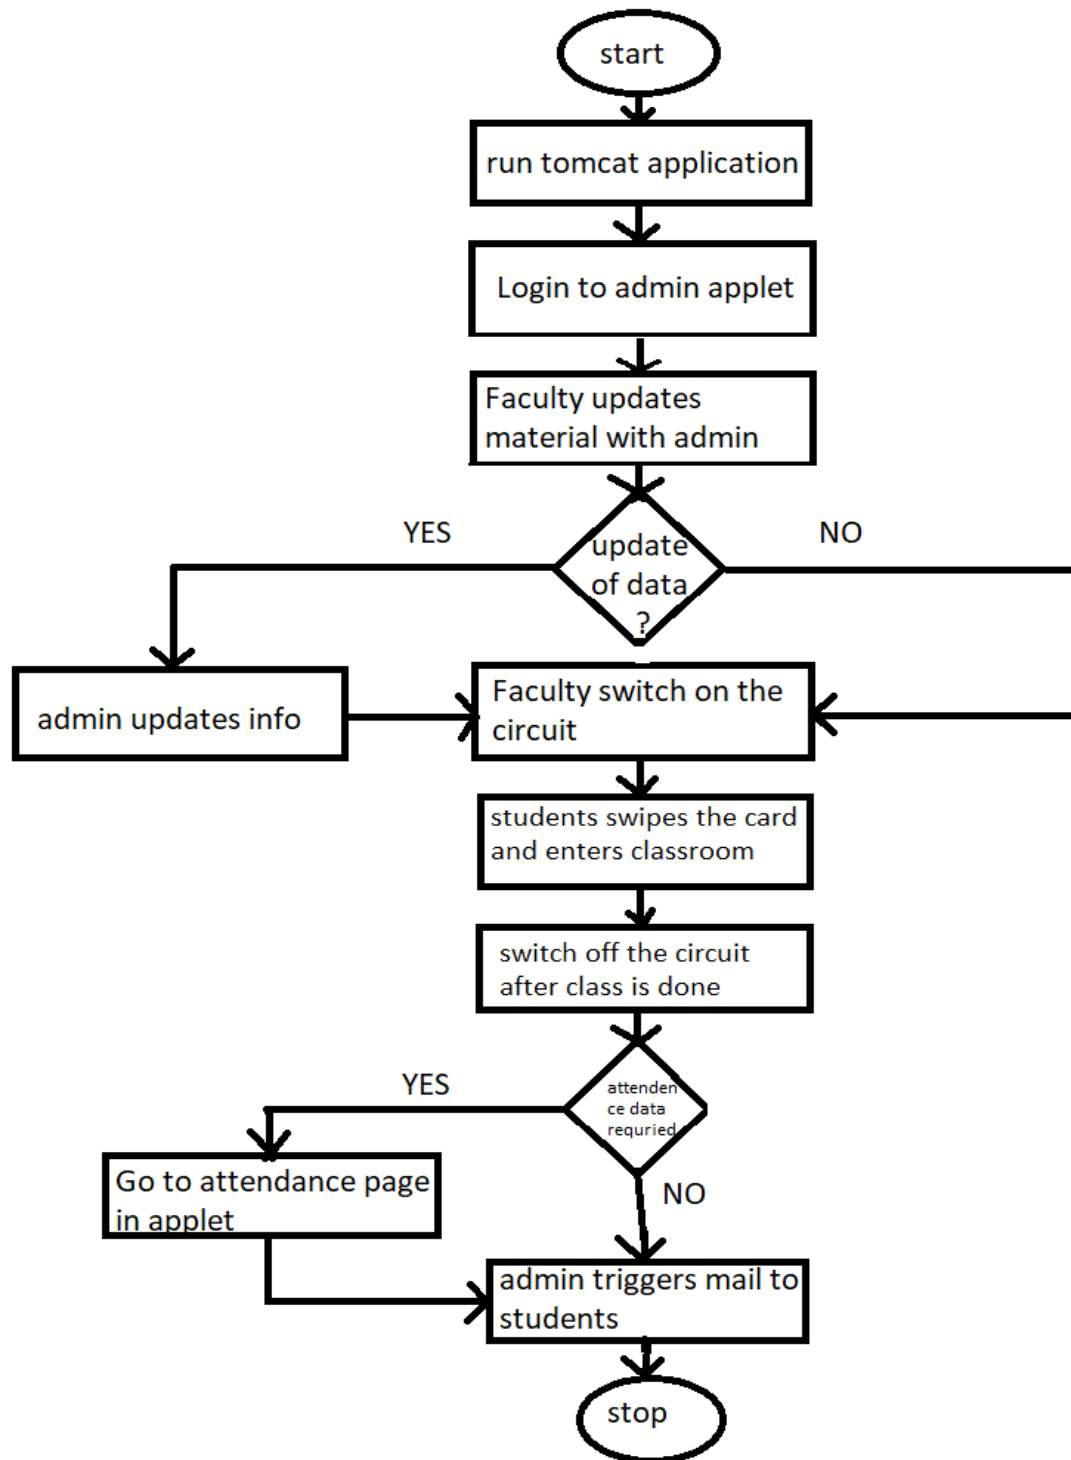 start
run tomcat application
Login to admin applet
Faculty updates
material with admin
YES
NO
update
of data
?
admin updates info
Faculty switch on the
circuit
students swipes the card
and enters classroom
switch off the circuit
after class is done
YES
attenden
ce data
requried
Go to attendance page
in applet
NO
admin triggers mail to
students
stop